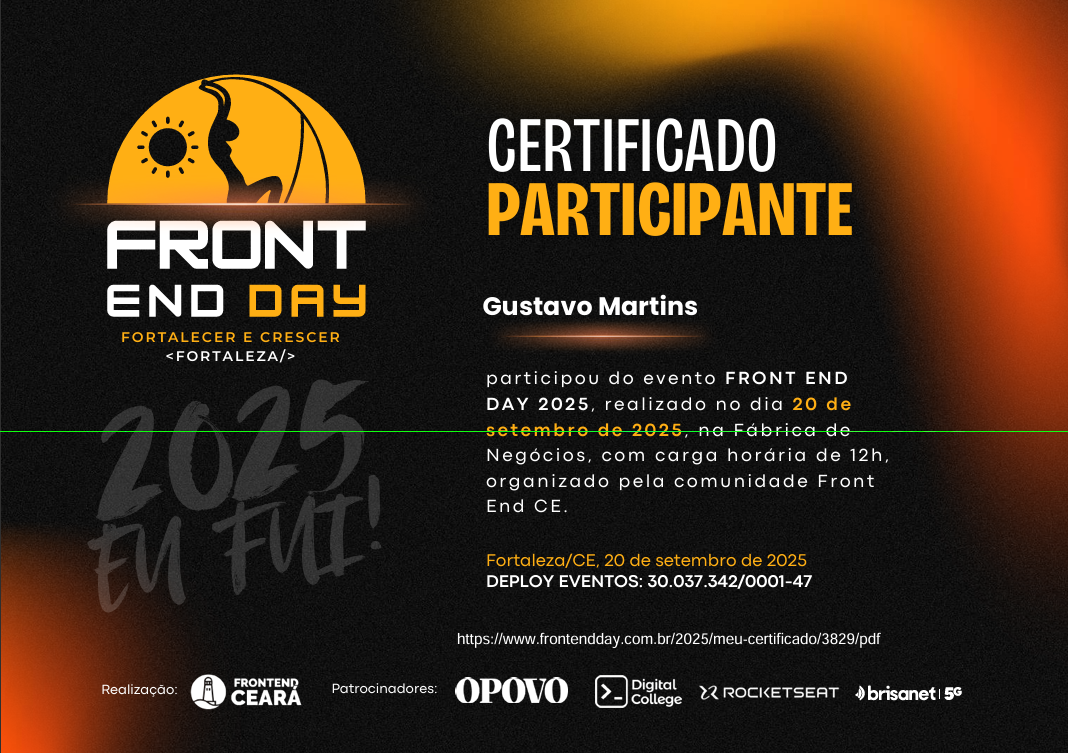 CERTIFICADO
PARTICIPANTE
FRONT
END DAY
FORTALECER E CRESCER
<FORTALEZA/>
2025
EU FUI!
Gustavo Martins
participou do evento FRONT END
DAY 2025, realizado no dia 20 de
setembro de 2025, na Fábrica de
Negócios, com carga horária de 12h,
organizado pela comunidade Front
End CE.
Fortaleza/CE, 20 de setembro de 2025
DEPLOY EVENTOS: 30.037.342/0001-47
https://www.frontendday.com.br/2025/meu-certificado/3829/pdf
Realização:
FRONTEND
CEARÁ
Patrocinadores:
OPOVO
Digital
College
ROCKETSEAT
brisanet 5G